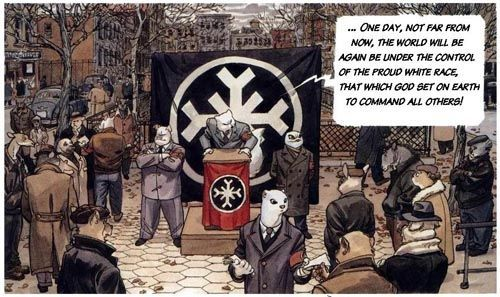 ... ONE DAY, NOT FAR FROM
NOW, THE WORLD WILL BE
AGAIN BE UNDER THE CONTROL
OF THE PROUD WHITE RACE,
THAT WHICH GOD SET ON EARTH
TO COMMAND ALL OTHERS!